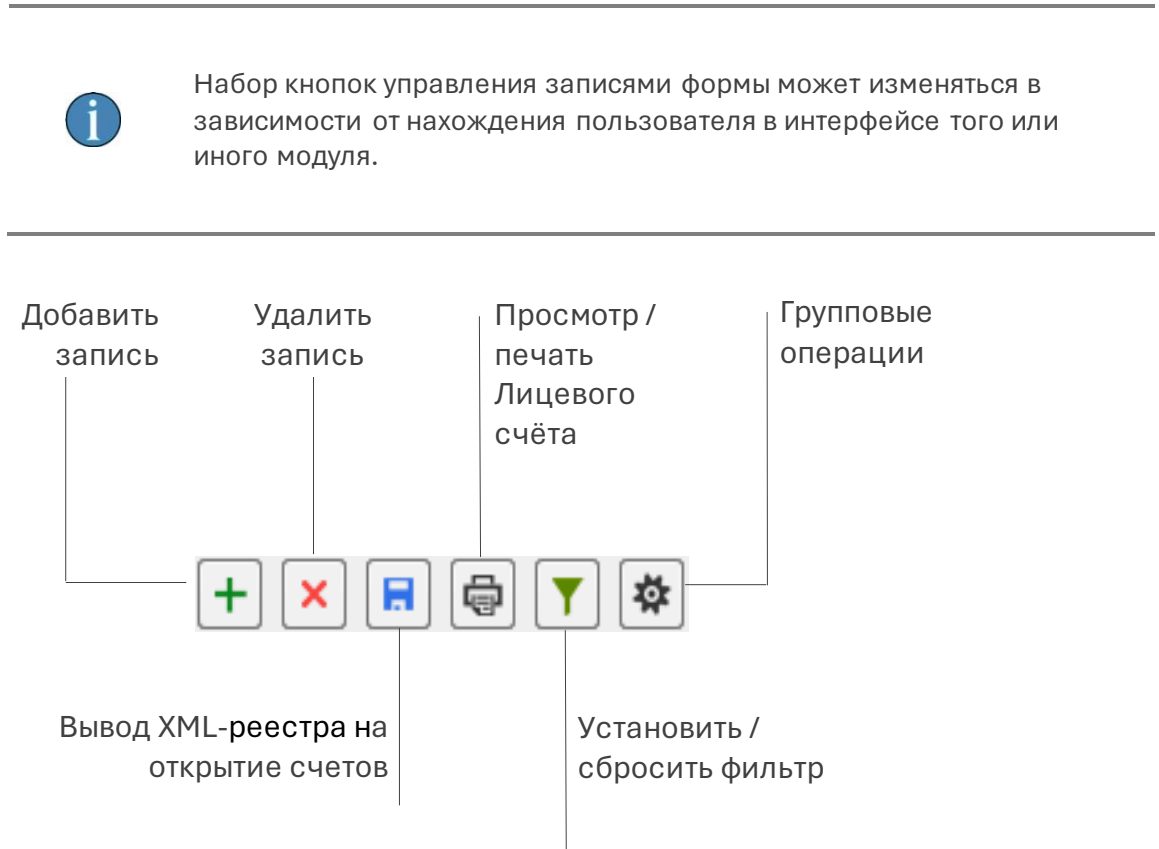 Набор кнопок управления записями формы может изменяться в
зависимости от нахождения пользователя в интерфейсе того или
иного модуля.
Добавить
запись
Удалить
запись
Просмотр /
печать
Лицевого
счёта
Групповые
операции
Вывод XML-реестра на
открытие счетов
Установить /
сбросить фильтр